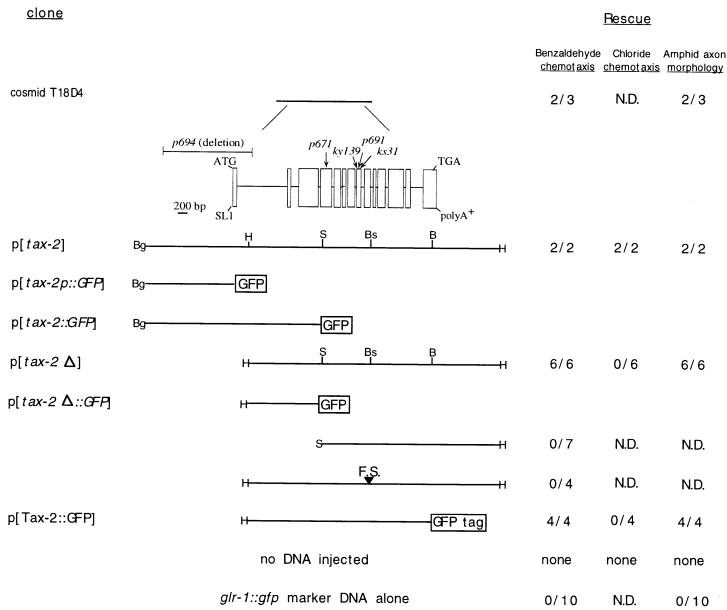 clone
Rescue
Benzaldehyde chemotaxis
Chloride chemotaxis
Amphid axon morphology
cosmid T18D4 2/3 N.D. 2/3
p694 (deletion) p671 ky139 p691 ks31
ATG TGA
200 bp SL1 polyA+
p[tax-2] Bg H S Bs B H 2/2 2/2 2/2
p[tax-2p::GFP] Bg GFP
p[tax-2::GFP] Bg GFP
p[tax-2 Δ] H S Bs B H 6/6 0/6 6/6
p[tax-2 Δ::GFP] H GFP
S H 0/7 N.D. N.D.
F.S.
H H 0/4 N.D. N.D.
p[Tax-2::GFP] H GFP tag 4/4 0/4 4/4
no DNA injected none none none
glr-1::gfp marker DNA alone 0/10 N.D. 0/10